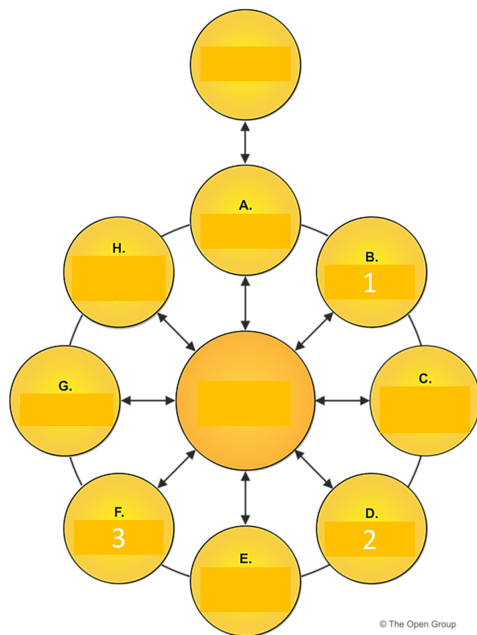 A.
H.
B.
1
G.
C.
F.
3
D.
2
E.
© The Open Group